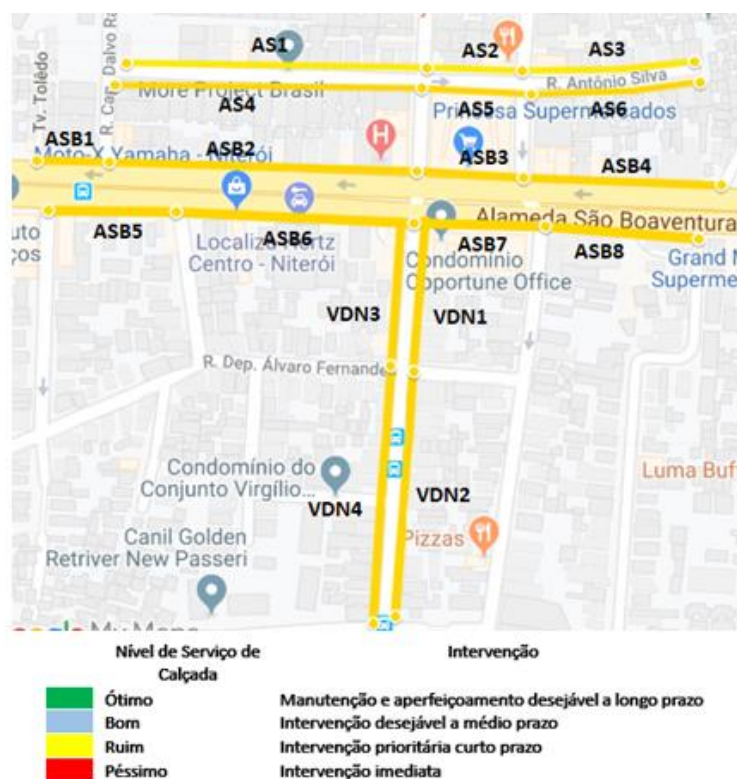 AS1
AS2
AS3
R. Antônio Silva
More Project Brasil
AS4
AS5
AS6
Princesa Supermercados
Tv. Tolêdo
R. Cap. Dalvo
ASB1
ASB2
ASB3
ASB4
Moto-X Yamaha - Niterói
H
Alameda São Boaventura
ASB5
ASB6
ASB7
ASB8
Localiza Hertz
Centro - Niterói
Condomínio
Opportune Office
Grand
VDN3
VDN1
R. Dep. Álvaro Fernande
Condomínio do
Conjunto Virgílio...
VDN4
VDN2
Luma Buf
Pizzas
Canil Golden
Retriver New Passeri
Nível de Serviço de
Calçada
Intervenção
Ótimo Manutenção e aperfeiçoamento desejável a longo prazo
Bom Intervenção desejável a médio prazo
Ruim Intervenção prioritária curto prazo
Péssimo Intervenção imediata